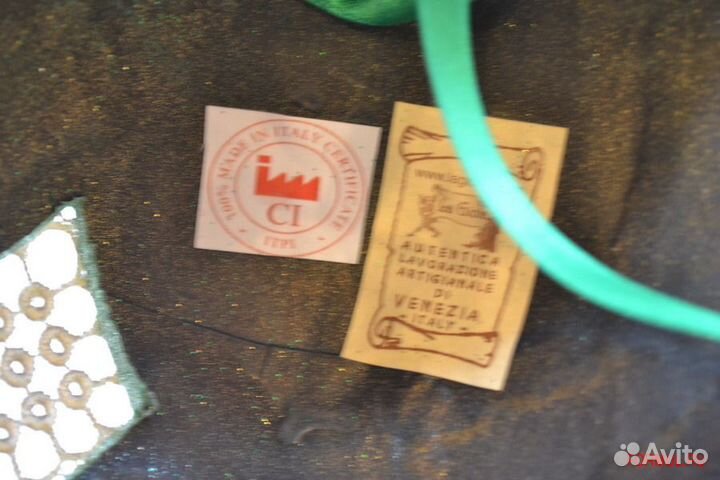 100% MADE IN ITALY CERTIFICATE
CI
ITPI
AUTENTICA
LAVORAZIONE
ARTIGIANALE
DI
VENEZIA
- ITALY -
Avito